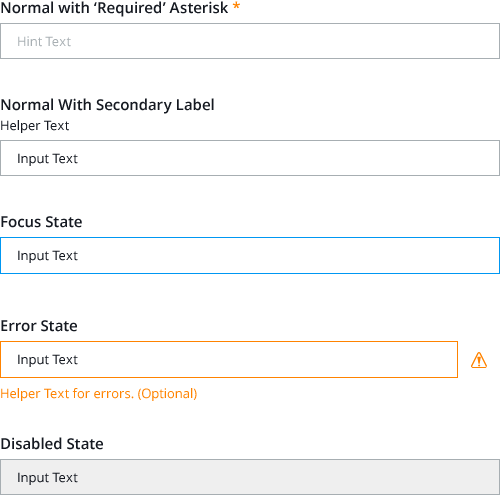 Normal with ‘Required’ Asterisk *
Hint Text
Normal With Secondary Label
Helper Text
Input Text
Focus State
Input Text
Error State
Input Text
Helper Text for errors. (Optional)
Disabled State
Input Text